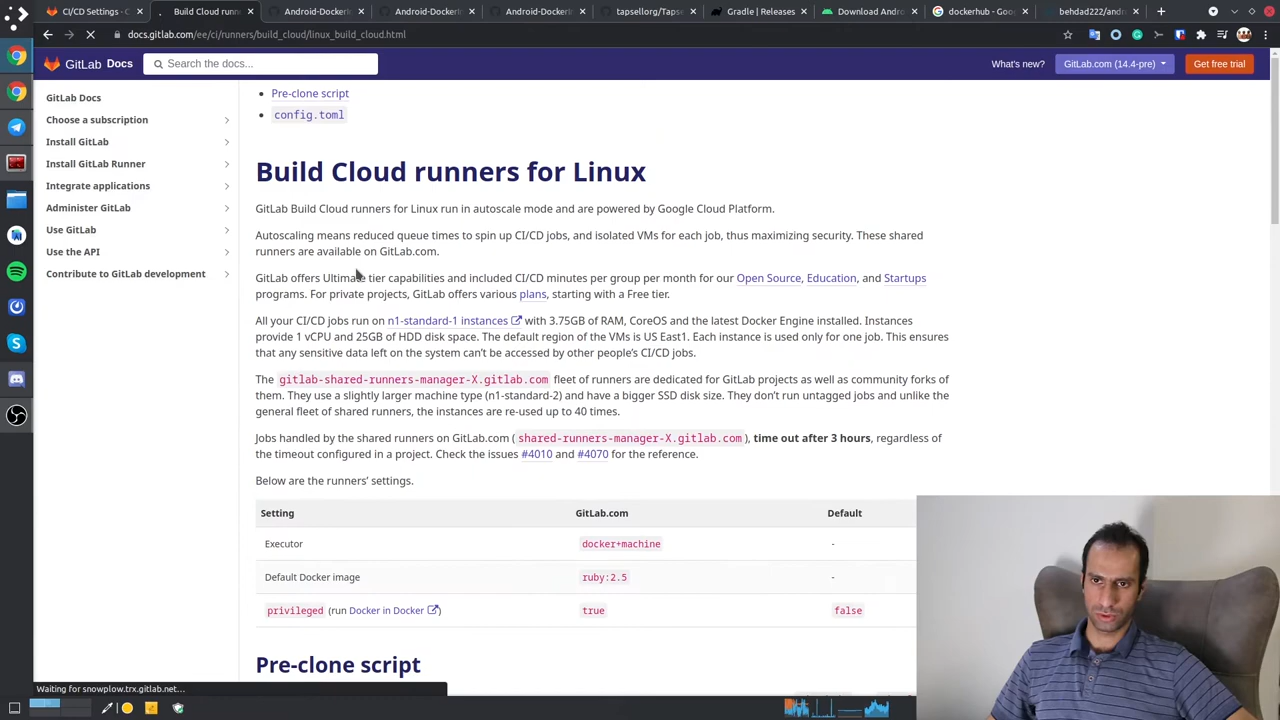 CI/CD Settings ·
Build Cloud runn
Android-Dockerim
Android-Dockerim
Android-Dockerim
tapsellorg/Tapse
Gradle | Releases
Download Andro
dockerhub - Goog
behdad222/andr
docs.gitlab.com/ee/ci/runners/build_cloud/linux_build_cloud.html
GitLab Docs
Search the docs...
What's new?
GitLab.com (14.4-pre)
Get free trial
GitLab Docs
Choose a subscription
Install GitLab
Install GitLab Runner
Integrate applications
Administer GitLab
Use GitLab
Use the API
Contribute to GitLab development
Pre-clone script
config.toml
Build Cloud runners for Linux
GitLab Build Cloud runners for Linux run in autoscale mode and are powered by Google Cloud Platform.
Autoscaling means reduced queue times to spin up CI/CD jobs, and isolated VMs for each job, thus maximizing security. These shared
runners are available on GitLab.com.
GitLab offers Ultimate tier capabilities and included CI/CD minutes per group per month for our Open Source, Education, and Startups
programs. For private projects, GitLab offers various plans, starting with a Free tier.
All your CI/CD jobs run on n1-standard-1 instances with 3.75GB of RAM, CoreOS and the latest Docker Engine installed. Instances
provide 1 vCPU and 25GB of HDD disk space. The default region of the VMs is US East1. Each instance is used only for one job. This ensures
that any sensitive data left on the system can't be accessed by other people's CI/CD jobs.
The gitlab-shared-runners-manager-X.gitlab.com fleet of runners are dedicated for GitLab projects as well as community forks of
them. They use a slightly larger machine type (n1-standard-2) and have a bigger SSD disk size. They don't run untagged jobs and unlike the
general fleet of shared runners, the instances are re-used up to 40 times.
Jobs handled by the shared runners on GitLab.com (shared-runners-manager-X.gitlab.com), time out after 3 hours, regardless of
the timeout configured in a project. Check the issues #4010 and #4070 for the reference.
Below are the runners' settings.
Setting GitLab.com Default
Executor docker+machine -
Default Docker image ruby:2.5 -
privileged (run Docker in Docker) true false
Pre-clone script
Waiting for snowplow.trx.gitlab.net...